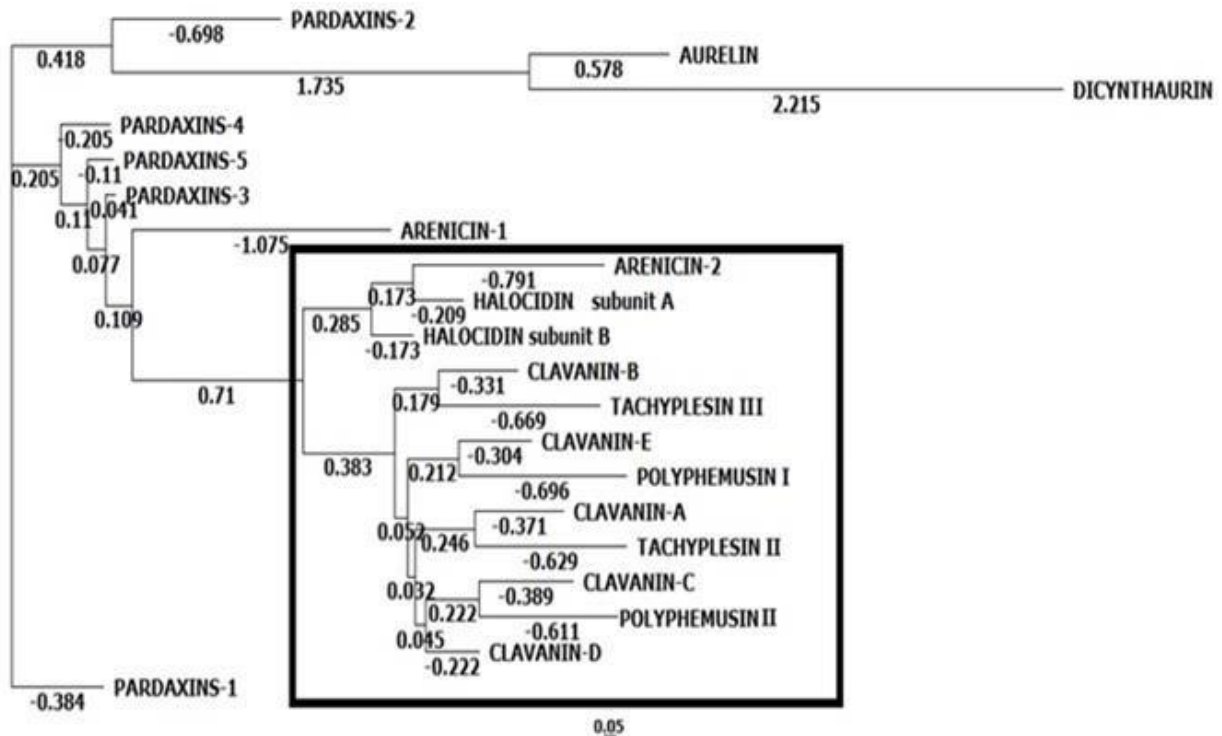 PARDAXINS-2
-0.698
0.418
AURELIN
0.578
1.735
DICYNTHAURIN
2.215
PARDAXINS-4
-0.205
PARDAXINS-5
0.205
-0.11
PARDAXINS-3
0.11
0.041
ARENICIN-1
-1.075
0.077
ARENICIN-2
-0.791
0.173
HALOCIDIN subunit A
-0.209
0.109
0.285
HALOCIDIN subunit B
-0.173
CLAVANIN-B
-0.331
0.71
0.179
TACHYPLESIN III
-0.669
CLAVANIN-E
-0.304
0.383
0.212
POLYPHEMUSIN I
-0.696
CLAVANIN-A
-0.371
0.052
0.246
TACHYPLESIN II
-0.629
CLAVANIN-C
0.032
-0.389
0.222
POLYPHEMUSIN II
-0.611
0.045
CLAVANIN-D
-0.222
PARDAXINS-1
-0.384
0.05